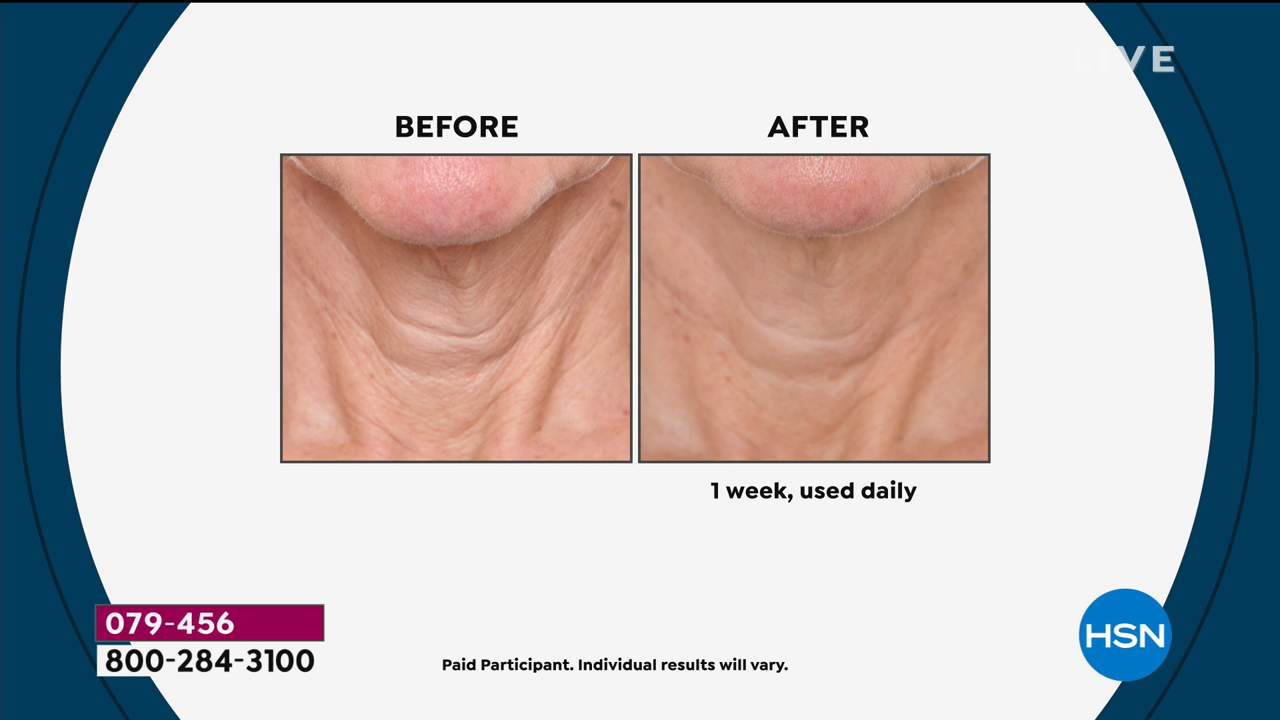 LIVE
BEFORE
AFTER
1 week, used daily
079-456
800-284-3100
Paid Participant. Individual results will vary.
HSN